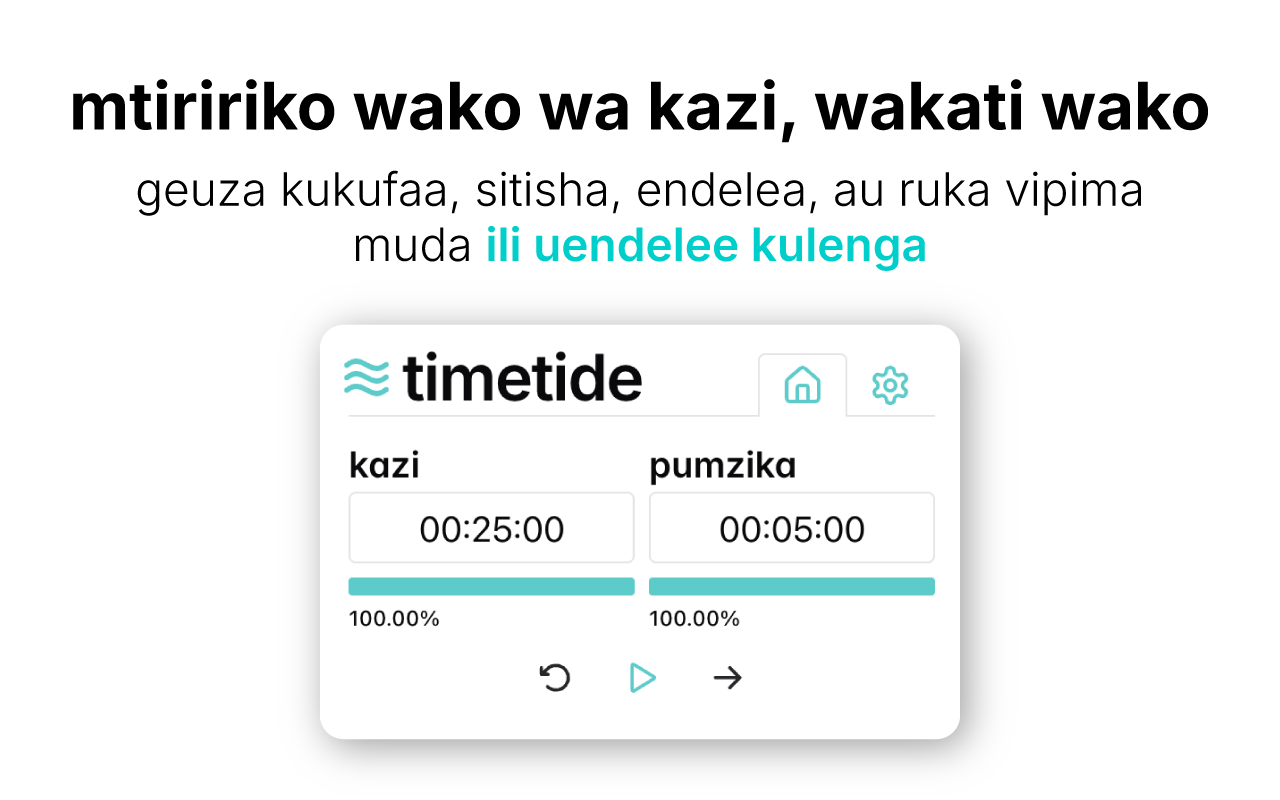 mtiririko wako wa kazi, wakati wako
geuza kukufaa, sitisha, endelea, au ruka vipima
muda ili uendelee kulenga
timetide
kazi
pumzika
00:25:00
00:05:00
100.00%
100.00%